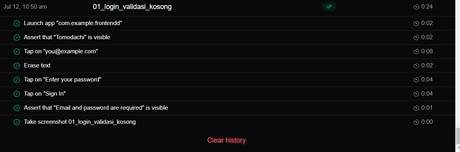 Jul 12, 10:50 am 01_login_validasi_kosong 0:24
Launch app "com.example.frontendd" 0:02
Assert that "Tomodachi" is visible 0:02
Tap on "you@example.com" 0:08
Erase text 0:02
Tap on "Enter your password" 0:04
Tap on "Sign In" 0:04
Assert that "Email and password are required" is visible 0:01
Take screenshot 01_login_validasi_kosong 0:00
Clear history